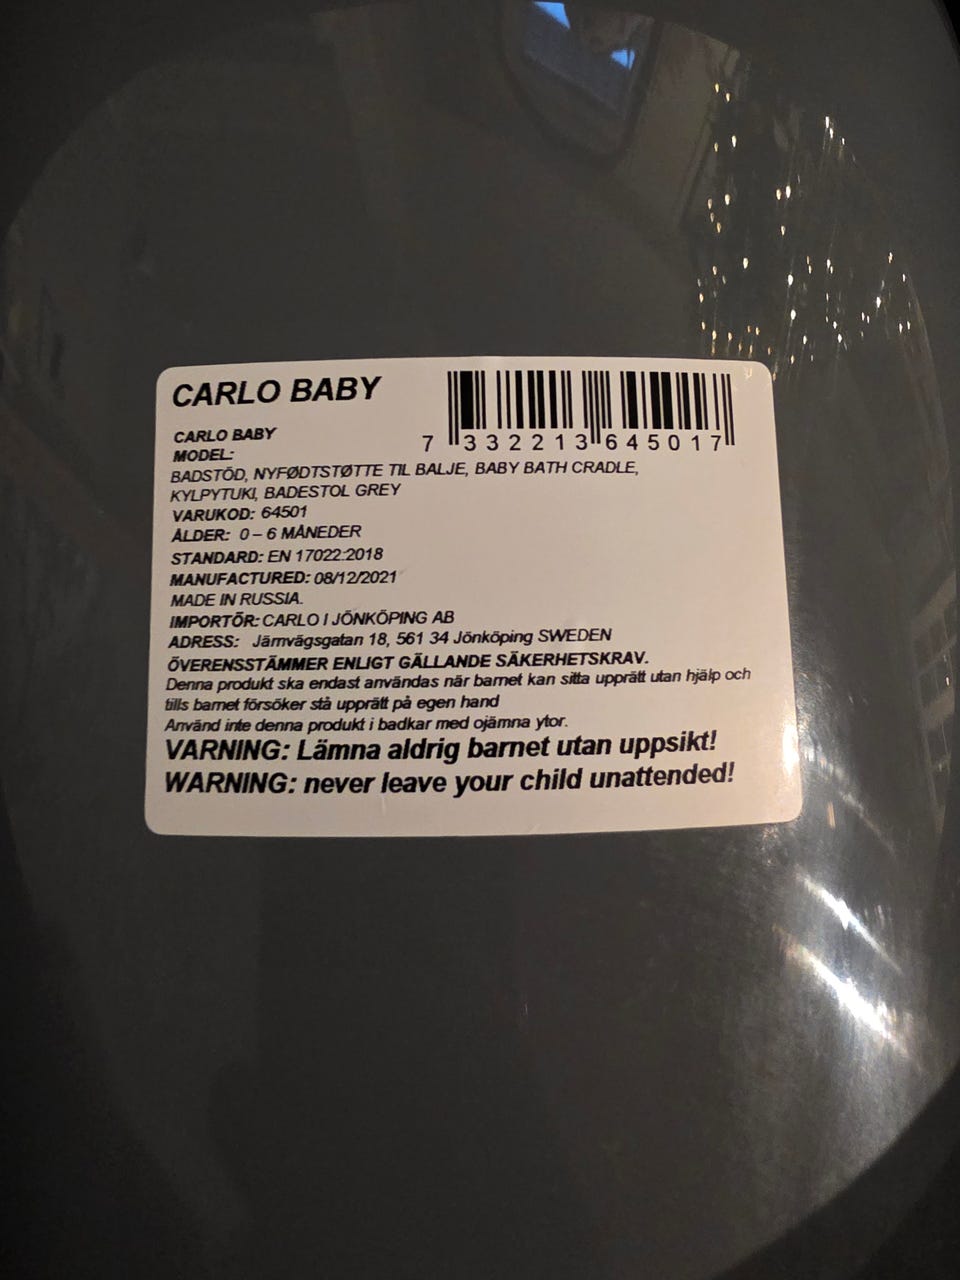 CARLO BABY
7 332213 645017
CARLO BABY
MODEL:
BADSTÖD, NYFØDTSTØTTE TIL BALJE, BABY BATH CRADLE,
KYLPYTUKI, BADESTOL GREY
VARUKOD: 64501
ÅLDER: 0 – 6 MÅNEDER
STANDARD: EN 17022:2018
MANUFACTURED: 08/12/2021
MADE IN RUSSIA.
IMPORTÖR: CARLO I JÖNKÖPING AB
ADRESS: Järnvägsgatan 18, 561 34 Jönköping SWEDEN
ÖVERENSSTÄMMER ENLIGT GÄLLANDE SÄKERHETSKRAV.
Denna produkt ska endast användas när barnet kan sitta upprätt utan hjälp och
tills barnet försöker stå upprätt på egen hand
Använd inte denna produkt i badkar med ojämna ytor.
VARNING: Lämna aldrig barnet utan uppsikt!
WARNING: never leave your child unattended!